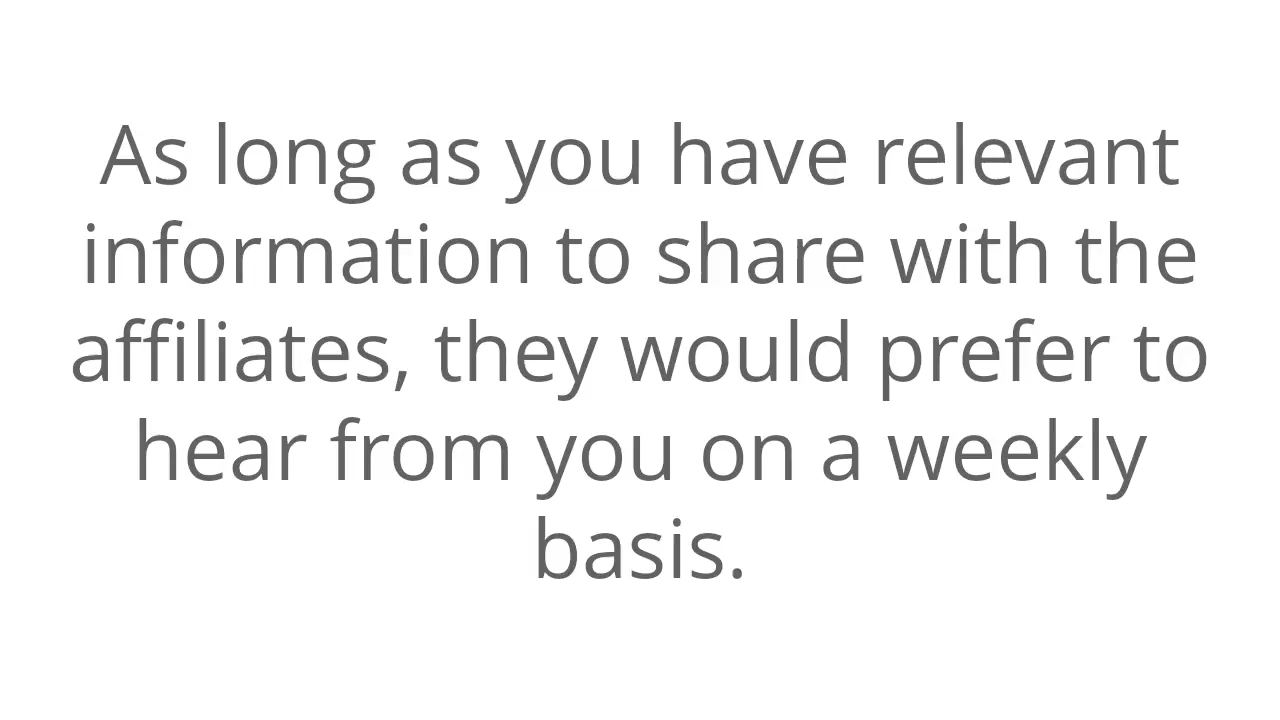 As long as you have relevant
information to share with the
affiliates, they would prefer to
hear from you on a weekly
basis.